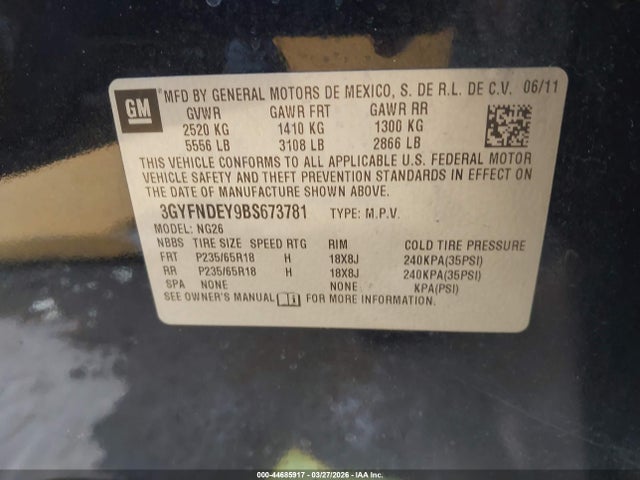 GM
MFD BY GENERAL MOTORS DE MEXICO, S. DE R.L. DE C.V. 06/11
GVWR GAWR FRT GAWR RR
2520 KG 1410 KG 1300 KG
5556 LB 3108 LB 2866 LB
THIS VEHICLE CONFORMS TO ALL APPLICABLE U.S. FEDERAL MOTOR
VEHICLE SAFETY AND THEFT PREVENTION STANDARDS IN EFFECT
ON THE DATE OF MANUFACTURE SHOWN ABOVE.
3GYFNDEY9BS673781 TYPE: M.P.V.
MODEL: NG26
NBBS TIRE SIZE SPEED RTG RIM COLD TIRE PRESSURE
FRT P235/65R18 H 18X8J 240KPA(35PSI)
RR P235/65R18 H 18X8J 240KPA(35PSI)
SPA NONE NONE KPA(PSI)
SEE OWNER'S MANUAL FOR MORE INFORMATION.
000-44685917 | 03/27/2026 - IAA Inc.